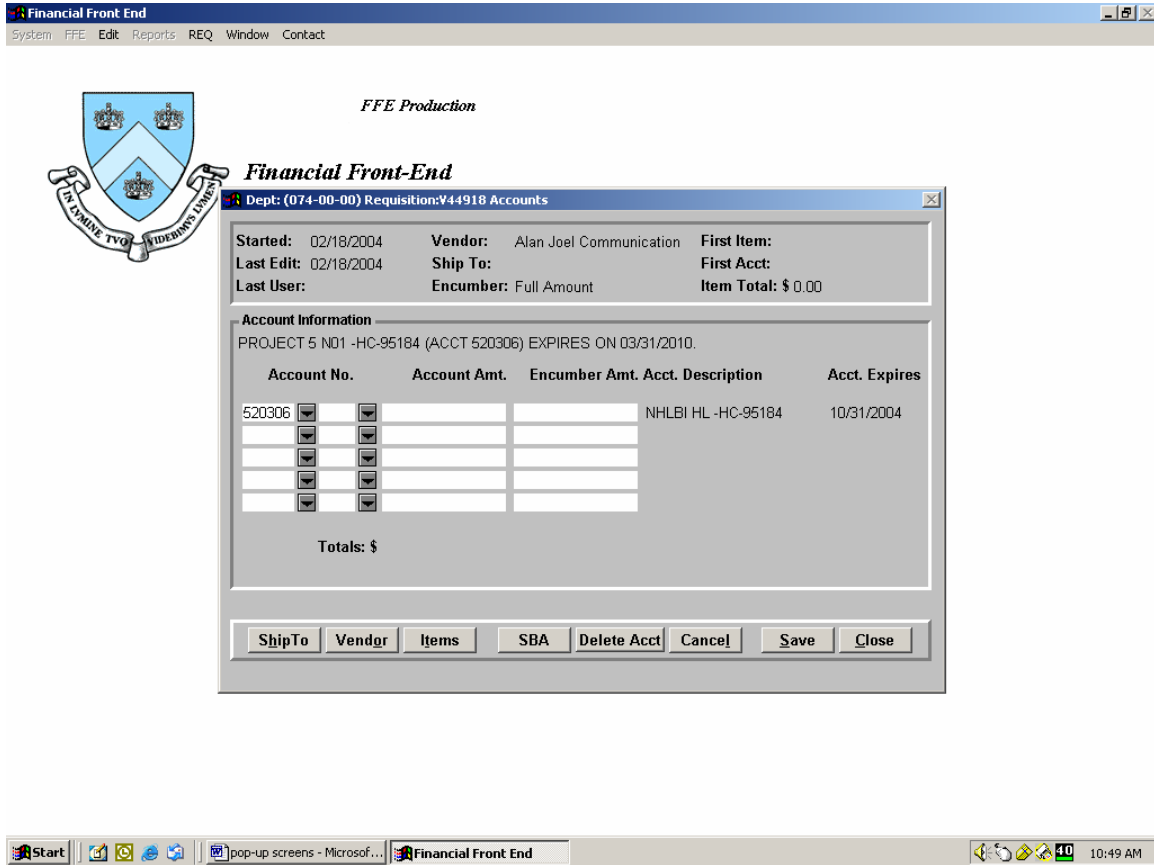 Financial Front End
System FFE Edit Reports REQ Window Contact
FFE Production
Financial Front-End
IN LVMINE TVO VIDEBIMVS LVMEN
Dept: (074-00-00) Requisition:V44918 Accounts
Started: 02/18/2004 Vendor: Alan Joel Communication First Item:
Last Edit: 02/18/2004 Ship To: First Acct:
Last User: Encumber: Full Amount Item Total: $ 0.00
Account Information
PROJECT 5 N01 -HC-95184 (ACCT 520306) EXPIRES ON 03/31/2010.
Account No. Account Amt. Encumber Amt. Acct. Description Acct. Expires
520306 NHLBI HL -HC-95184 10/31/2004
Totals: $
ShipTo Vendor Items SBA Delete Acct Cancel Save Close
Start pop-up screens - Microsof... Financial Front End 40 10:49 AM